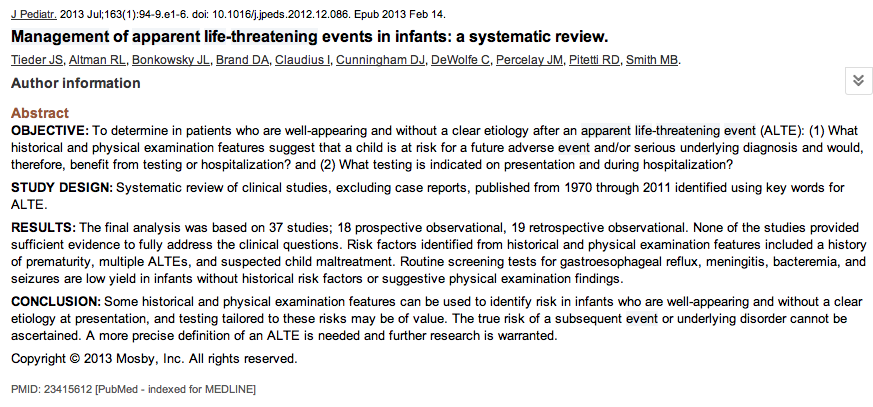 J Pediatr. 2013 Jul;163(1):94-9.e1-6. doi: 10.1016/j.jpeds.2012.12.086. Epub 2013 Feb 14.
Management of apparent life-threatening events in infants: a systematic review.
Tieder JS, Altman RL, Bonkowsky JL, Brand DA, Claudius I, Cunningham DJ, DeWolfe C, Percelay JM, Pitetti RD, Smith MB.
Author information
Abstract
OBJECTIVE: To determine in patients who are well-appearing and without a clear etiology after an apparent life-threatening event (ALTE): (1) What
historical and physical examination features suggest that a child is at risk for a future adverse event and/or serious underlying diagnosis and would,
therefore, benefit from testing or hospitalization? and (2) What testing is indicated on presentation and during hospitalization?
STUDY DESIGN: Systematic review of clinical studies, excluding case reports, published from 1970 through 2011 identified using key words for
ALTE.
RESULTS: The final analysis was based on 37 studies; 18 prospective observational, 19 retrospective observational. None of the studies provided
sufficient evidence to fully address the clinical questions. Risk factors identified from historical and physical examination features included a history
of prematurity, multiple ALTEs, and suspected child maltreatment. Routine screening tests for gastroesophageal reflux, meningitis, bacteremia, and
seizures are low yield in infants without historical risk factors or suggestive physical examination findings.
CONCLUSION: Some historical and physical examination features can be used to identify risk in infants who are well-appearing and without a clear
etiology at presentation, and testing tailored to these risks may be of value. The true risk of a subsequent event or underlying disorder cannot be
ascertained. A more precise definition of an ALTE is needed and further research is warranted.
Copyright © 2013 Mosby, Inc. All rights reserved.
PMID: 23415612 [PubMed - indexed for MEDLINE]